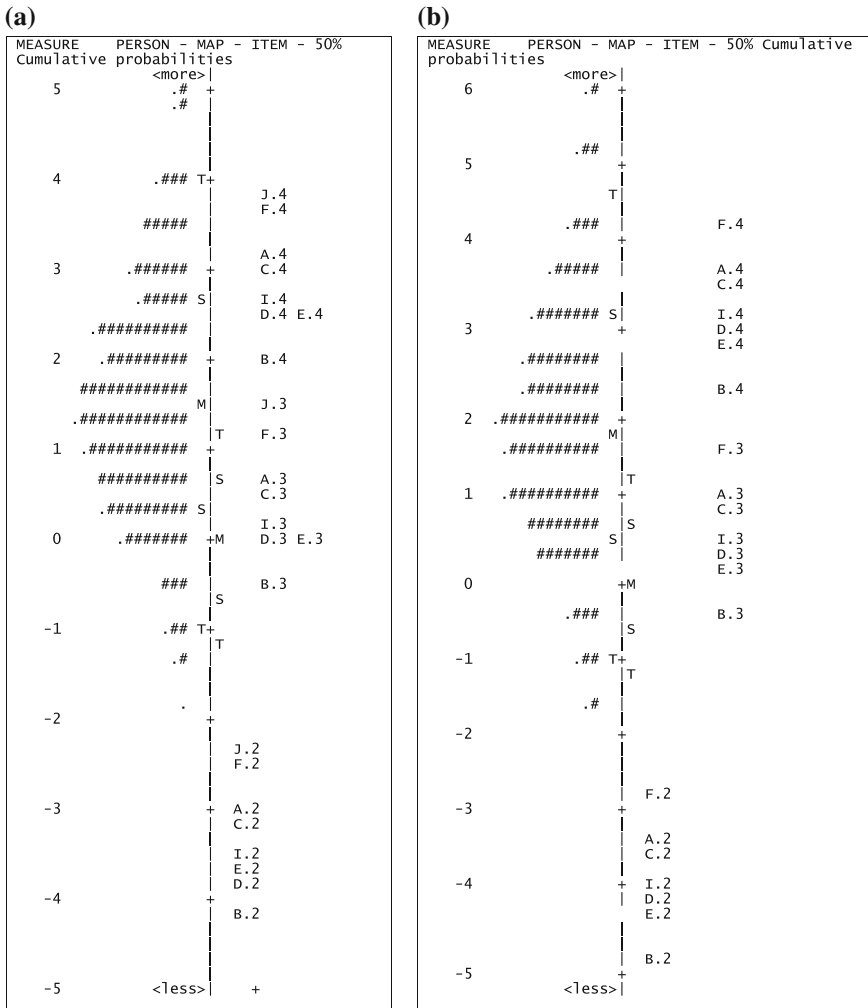 (a)
MEASURE PERSON - MAP - ITEM - 50%
Cumulative probabilities
<more>|
5 .# +
.# |
|
|
|
|
4 .### T+
| J.4
| F.4
##### |
|
| A.4
3 .###### + C.4
|
.##### S| I.4
| D.4 E.4
.########## |
|
2 .######### + B.4
|
############ |
M| J.3
.############ |
|T F.3
1 .########### +
|
########## |S A.3
| C.3
.######### S|
| I.3
0 .####### +M D.3 E.3
|
|
### | B.3
|S
|
-1 .## T+
|T
.# |
|
|
. |
-2 +
|
| J.2
| F.2
|
|
-3 + A.2
| C.2
|
| I.2
| E.2
| D.2
-4 +
| B.2
|
|
|
|
-5 <less>| +
(b)
MEASURE PERSON - MAP - ITEM - 50% Cumulative
probabilities
<more>|
6 .# +
|
|
|
.## |
5 +
|
T|
|
.### | F.4
4 +
|
.##### | A.4
C.4
|
.####### S| I.4
3 + D.4
E.4
.######## |
|
.######## | B.4
|
2 .########### +
M|
.########## | F.3
|
|T
1 .########## + A.3
| C.3
######## |S
S| I.3
####### | D.3
E.3
0 +M
|
.### | B.3
|S
|
-1 .## T+
|T
|
.# |
|
-2 +
|
|
|
| F.2
-3 +
|
| A.2
| C.2
|
-4 + I.2
| D.2
E.2
|
|
| B.2
-5 +
<less>|